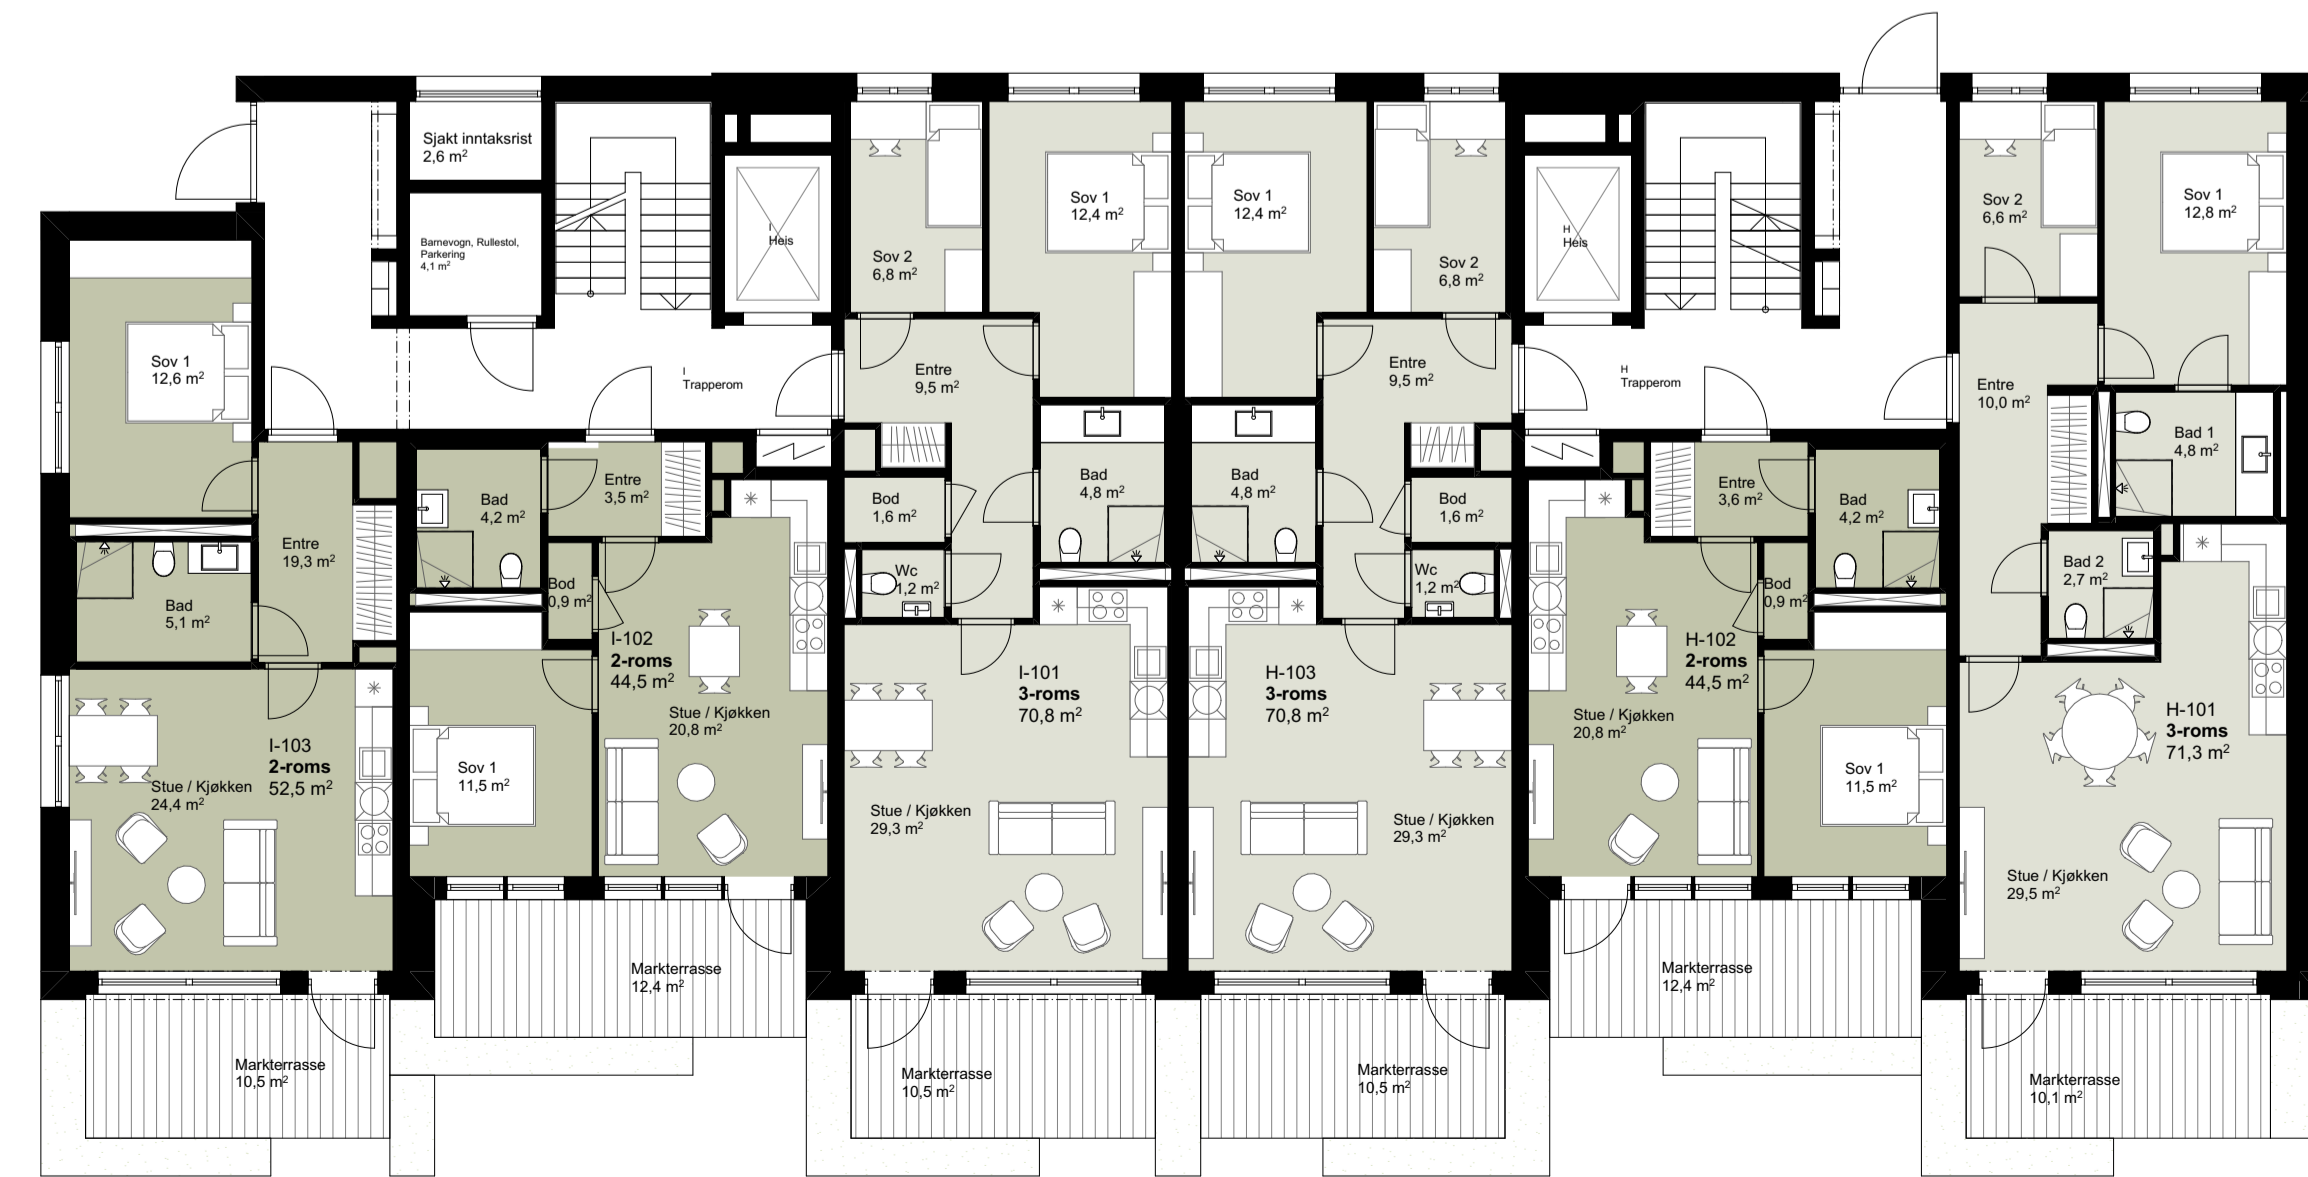 Sjakt inntaksrist
2,6 m²
Barnevogn, Rullestol,
Parkering
4,1 m²
I
Heis
Sov 2
6,8 m²
Sov 1
12,4 m²
Sov 1
12,4 m²
Sov 2
6,8 m²
H
Heis
Sov 2
6,6 m²
Sov 1
12,8 m²
Sov 1
12,6 m²
I
Trapperom
Entre
9,5 m²
Entre
9,5 m²
H
Trapperom
Entre
10,0 m²
Bad 1
4,8 m²
Entre
19,3 m²
Bad
4,2 m²
Entre
3,5 m²
Bod
1,6 m²
Bad
4,8 m²
Bad
4,8 m²
Bod
1,6 m²
Entre
3,6 m²
Bad
4,2 m²
Bad
5,1 m²
Bod
0,9 m²
Wc
1,2 m²
Wc
1,2 m²
Bod
0,9 m²
Bad 2
2,7 m²
I-102
2-roms
44,5 m²
Stue / Kjøkken
20,8 m²
I-101
3-roms
70,8 m²
H-103
3-roms
70,8 m²
H-102
2-roms
44,5 m²
Stue / Kjøkken
20,8 m²
H-101
3-roms
71,3 m²
I-103
2-roms
52,5 m²
Stue / Kjøkken
24,4 m²
Sov 1
11,5 m²
Stue / Kjøkken
29,3 m²
Stue / Kjøkken
29,3 m²
Sov 1
11,5 m²
Stue / Kjøkken
29,5 m²
Markterrasse
12,4 m²
Markterrasse
12,4 m²
Markterrasse
10,5 m²
Markterrasse
10,5 m²
Markterrasse
10,5 m²
Markterrasse
10,1 m²